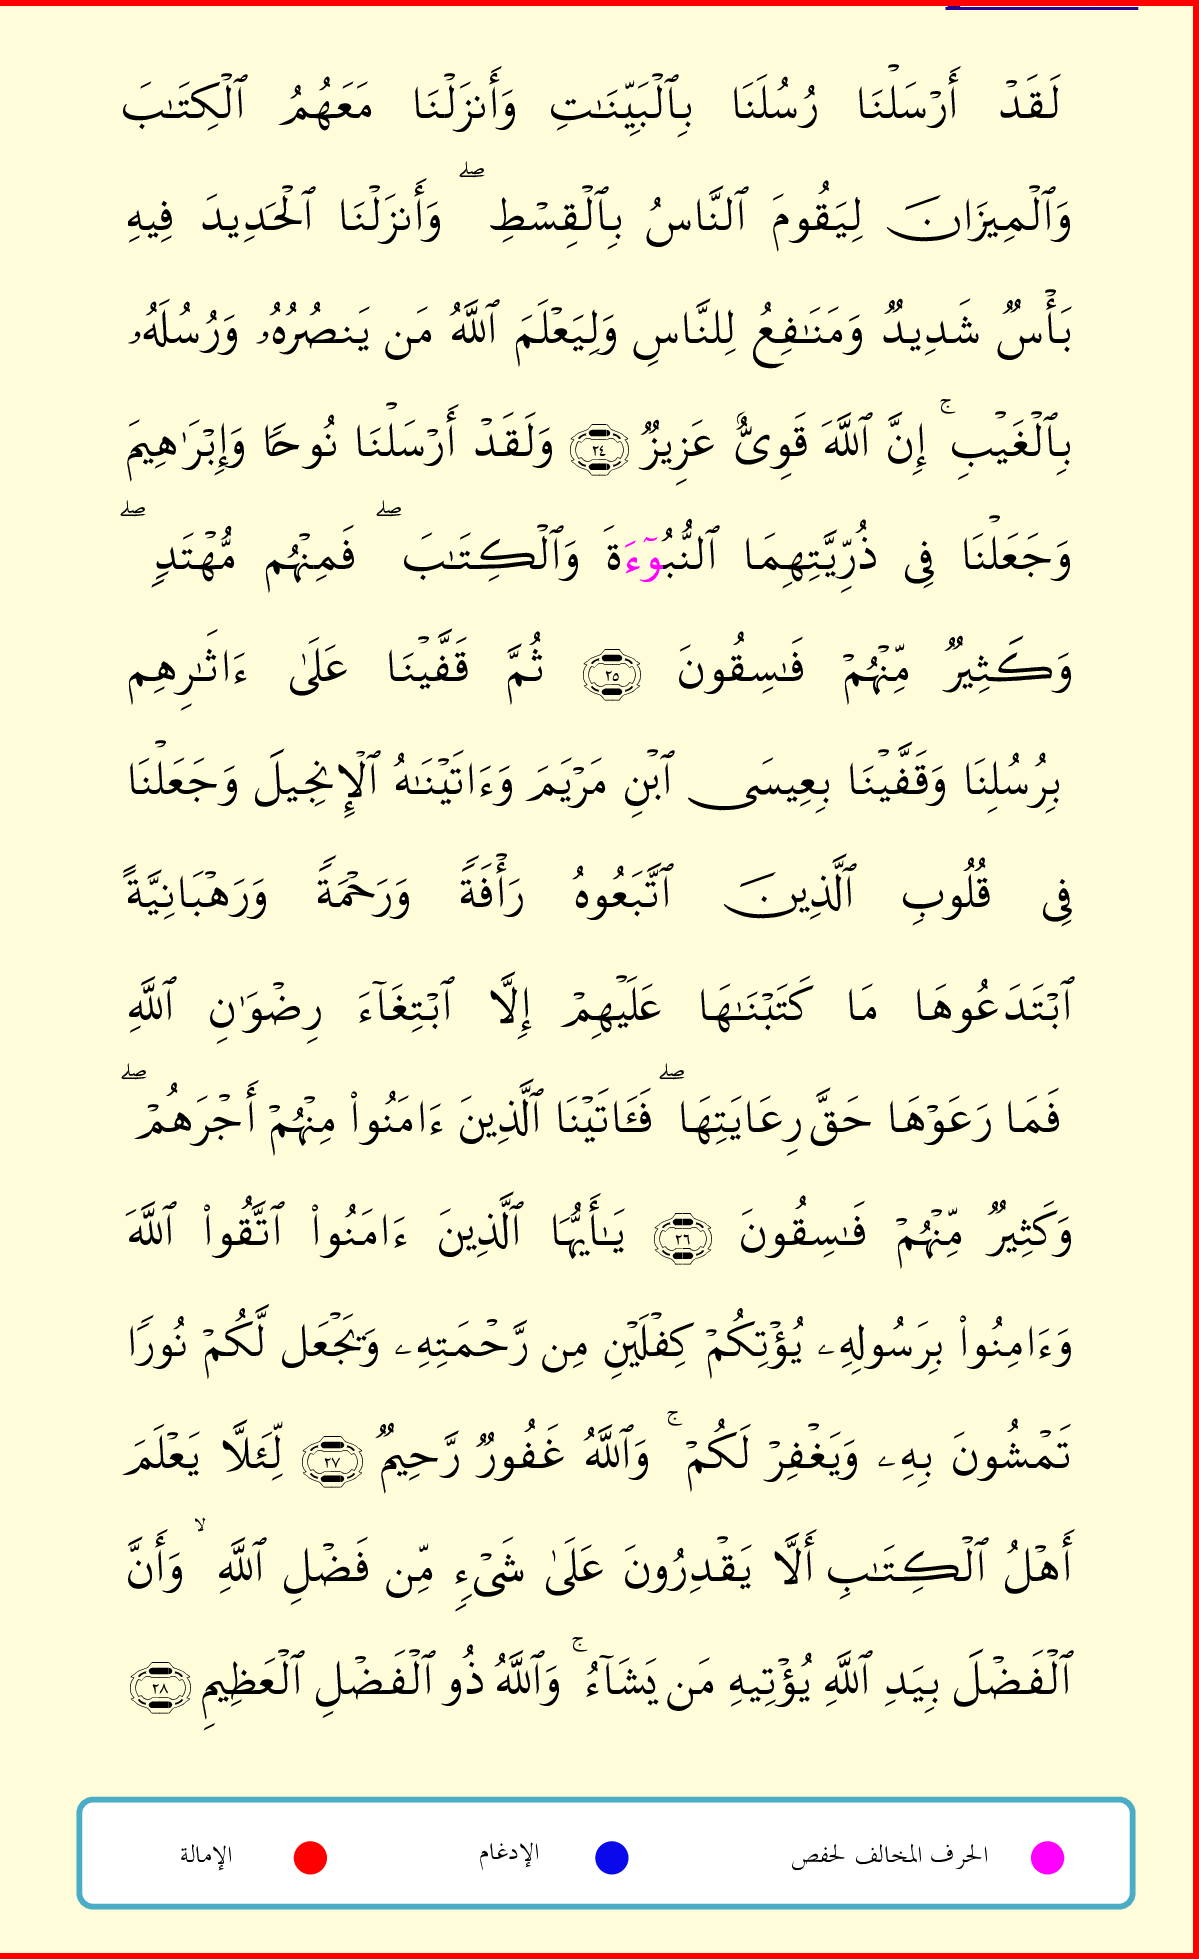 لَقَدۡ أَرۡسَلۡنَا رُسُلَنَا بِٱلۡبَيِّنَٰتِ وَأَنزَلۡنَا مَعَهُمُ ٱلۡكِتَٰبَ
وَٱلۡمِيزَانَ لِيَقُومَ ٱلنَّاسُ بِٱلۡقِسۡطِۖ وَأَنزَلۡنَا ٱلۡحَدِيدَ فِيهِ
بَأۡسٞ شَدِيدٞ وَمَنَٰفِعُ لِلنَّاسِ وَلِيَعۡلَمَ ٱللَّهُ مَن يَنصُرُهُۥ وَرُسُلَهُۥ
بِٱلۡغَيۡبِۚ إِنَّ ٱللَّهَ قَوِيٌّ عَزِيزٞ ٢٤ وَلَقَدۡ أَرۡسَلۡنَا نُوحٗا وَإِبۡرَٰهِيمَ
وَجَعَلۡنَا فِي ذُرِّيَّتِهِمَا ٱلنُّبُوٓءَةَ وَٱلۡكِتَٰبَۖ فَمِنۡهُم مُّهۡتَدٖۖ
وَكَثِيرٞ مِّنۡهُمۡ فَٰسِقُونَ ٢٥ ثُمَّ قَفَّيۡنَا عَلَىٰ ءَاثَٰرِهِم
بِرُسُلِنَا وَقَفَّيۡنَا بِعِيسَى ٱبۡنِ مَرۡيَمَ وَءَاتَيۡنَٰهُ ٱلۡإِنجِيلَ وَجَعَلۡنَا
فِي قُلُوبِ ٱلَّذِينَ ٱتَّبَعُوهُ رَأۡفَةٗ وَرَحۡمَةٗ وَرَهۡبَانِيَّةً
ٱبۡتَدَعُوهَا مَا كَتَبۡنَٰهَا عَلَيۡهِمۡ إِلَّا ٱبۡتِغَآءَ رِضۡوَٰنِ ٱللَّهِ
فَمَا رَعَوۡهَا حَقَّ رِعَايَتِهَاۖ فَـَٔاتَيۡنَا ٱلَّذِينَ ءَامَنُواْ مِنۡهُمۡ أَجۡرَهُمۡۖ
وَكَثِيرٞ مِّنۡهُمۡ فَٰسِقُونَ ٢٦ يَٰأَيُّهَا ٱلَّذِينَ ءَامَنُواْ ٱتَّقُواْ ٱللَّهَ
وَءَامِنُواْ بِرَسُولِهِۦ يُؤۡتِكُمۡ كِفۡلَيۡنِ مِن رَّحۡمَتِهِۦ وَيَجۡعَل لَّكُمۡ نُورٗا
تَمۡشُونَ بِهِۦ وَيَغۡفِرۡ لَكُمۡۚ وَٱللَّهُ غَفُورٞ رَّحِيمٞ ٢٧ لِّئَلَّا يَعۡلَمَ
أَهۡلُ ٱلۡكِتَٰبِ أَلَّا يَقۡدِرُونَ عَلَىٰ شَيۡءٖ مِّن فَضۡلِ ٱللَّهِۙ وَأَنَّ
ٱلۡفَضۡلَ بِيَدِ ٱللَّهِ يُؤۡتِيهِ مَن يَشَآءُۚ وَٱللَّهُ ذُو ٱلۡفَضۡلِ ٱلۡعَظِيمِ ٢٨
الحرف المخالف لحفص الإدغام الإمالة